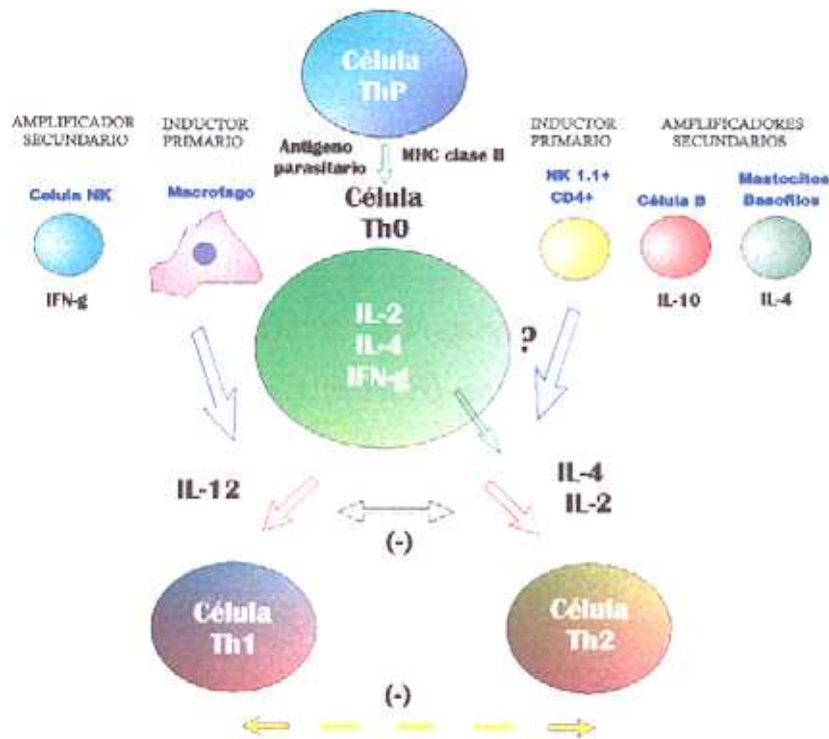 Célula
ThP
AMPLIFICADOR
SECUNDARIO
INDUCTOR
PRIMARIO
Antígeno
parasitario
MHC clase II
INDUCTOR
PRIMARIO
AMPLIFICADORES
SECUNDARIOS
Celula NK
Macrofago
Célula
Th0
NK 1.1+
CD4+
Célula B
Mastocitos
Basofilos
IFN-g
IL-10
IL-4
IL-2
IL-4
IFN-g
?
IL-12
IL-4
IL-2
(-)
Célula
Th1
Célula
Th2
(-)